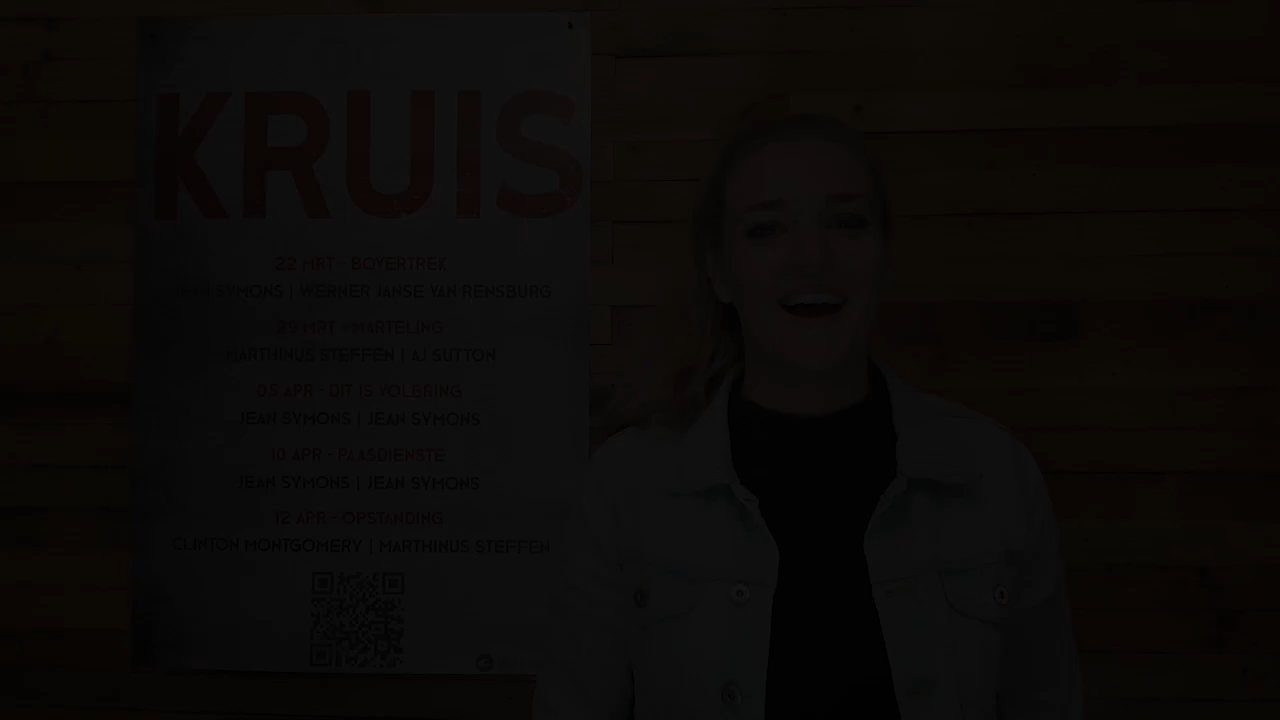 KRUIS
22 MRT - BOVERTREK
SYMONS | WERNER JANSE VAN RENSBURG
29 MRT - MARTELING
MARTHINUS STEFFEN | AJ SUTTON
05 APR - DIT IS VOLBRING
JEAN SYMONS | JEAN SYMONS
10 APR - PAASDIENSTE
JEAN SYMONS | JEAN SYMONS
12 APR - OPSTANDING
CLINTON MONTGOMERY | MARTHINUS STEFFEN